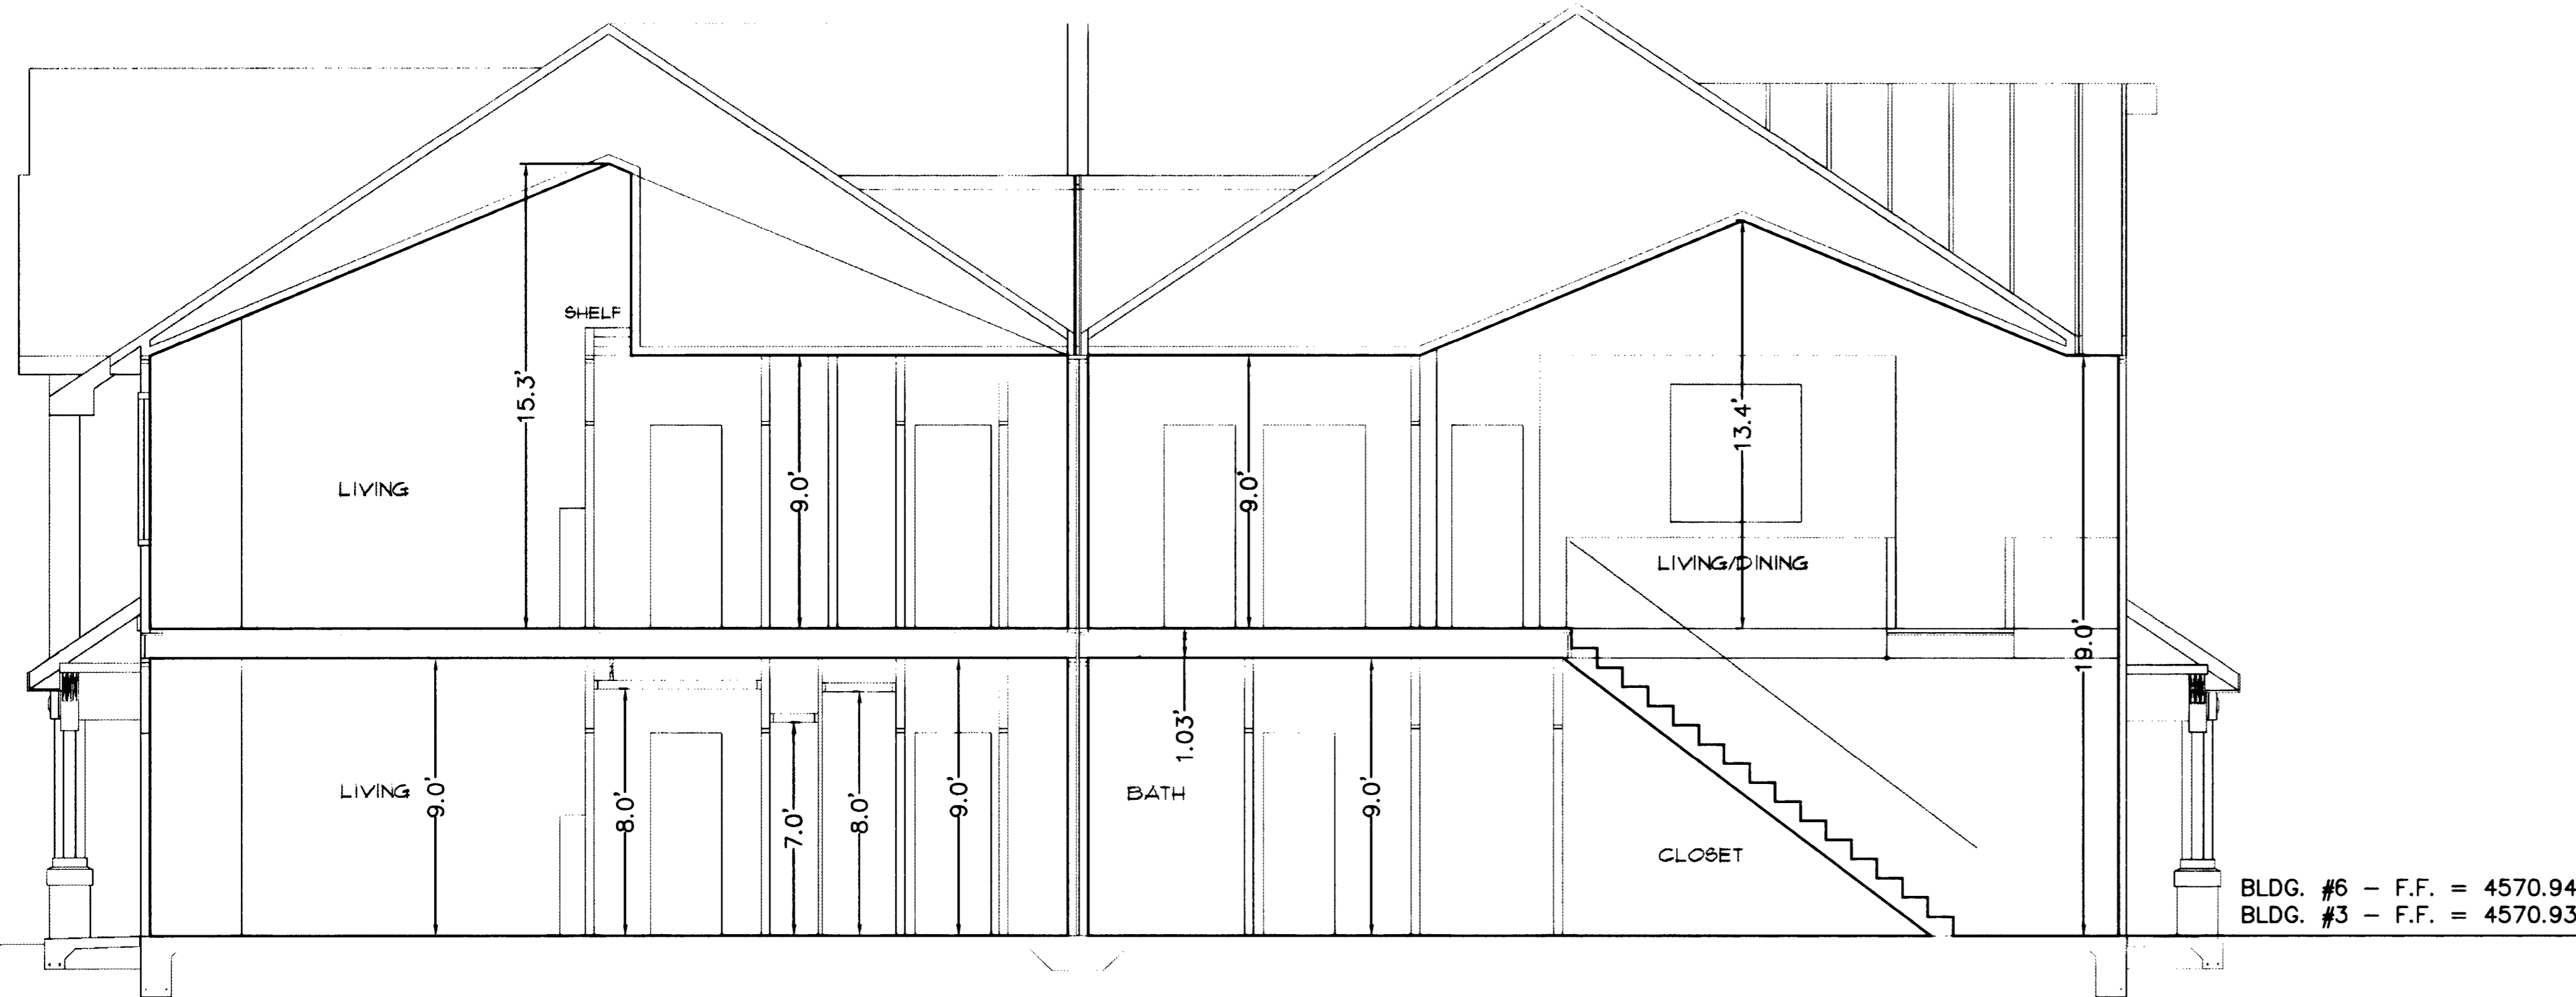 SHELF
15.3'
13.4'
LIVING
9.0'
9.0'
LIVING/DINING
19.0'
1.03'
LIVING
9.0'
8.0'
7.0'
8.0'
9.0'
BATH
9.0'
CLOSET
BLDG. #6 – F.F. = 4570.94
BLDG. #3 – F.F. = 4570.93